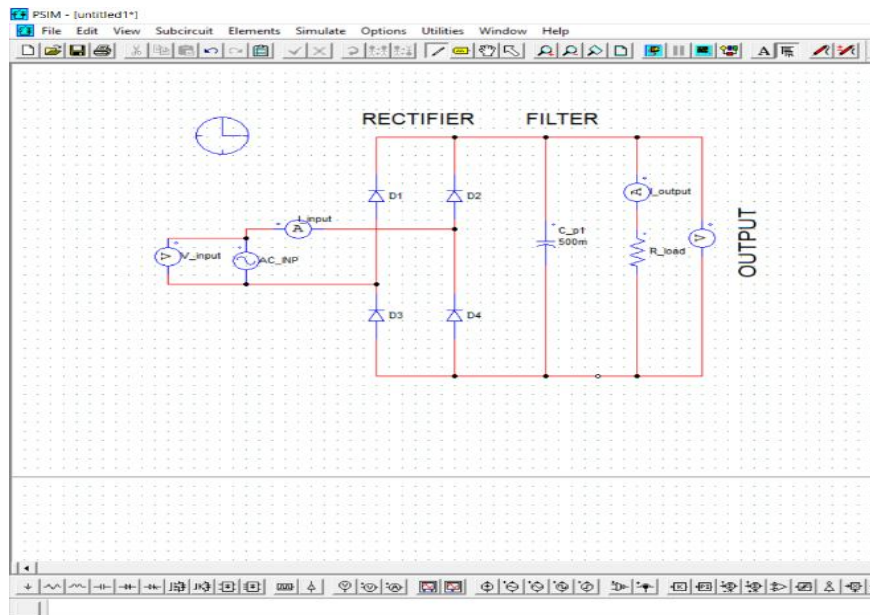 PSIM - [untitled1*]
File Edit View Subcircuit Elements Simulate Options Utilities Window Help
RECTIFIER FILTER
D1 D2
I_input
A
V
V_input
AC_INP
D3 D4
C_p1
500m
A
I_output
R_load
V
OUTPUT